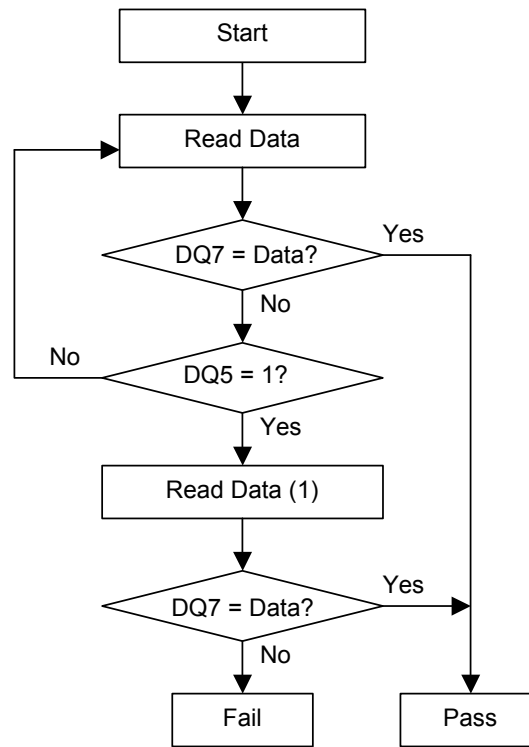 Start
Read Data
DQ7 = Data?
Yes
No
No
DQ5 = 1?
Yes
Read Data (1)
DQ7 = Data?
Yes
No
Fail
Pass